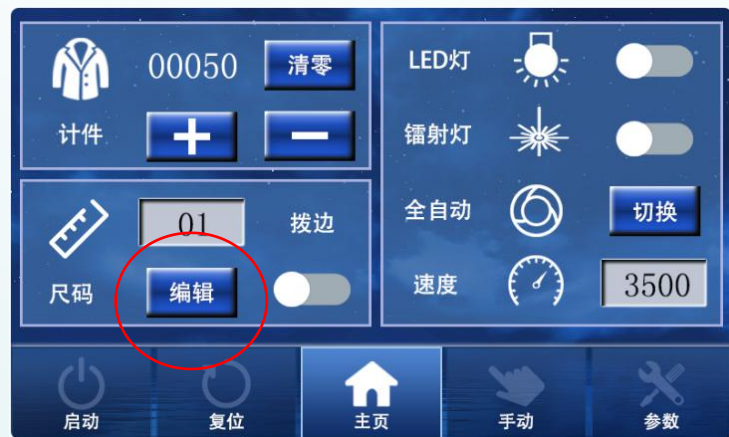 00050
清零
计件
01
拨边
尺码
编辑
LED灯
镭射灯
全自动
切换
速度
3500
启动
复位
主页
手动
参数